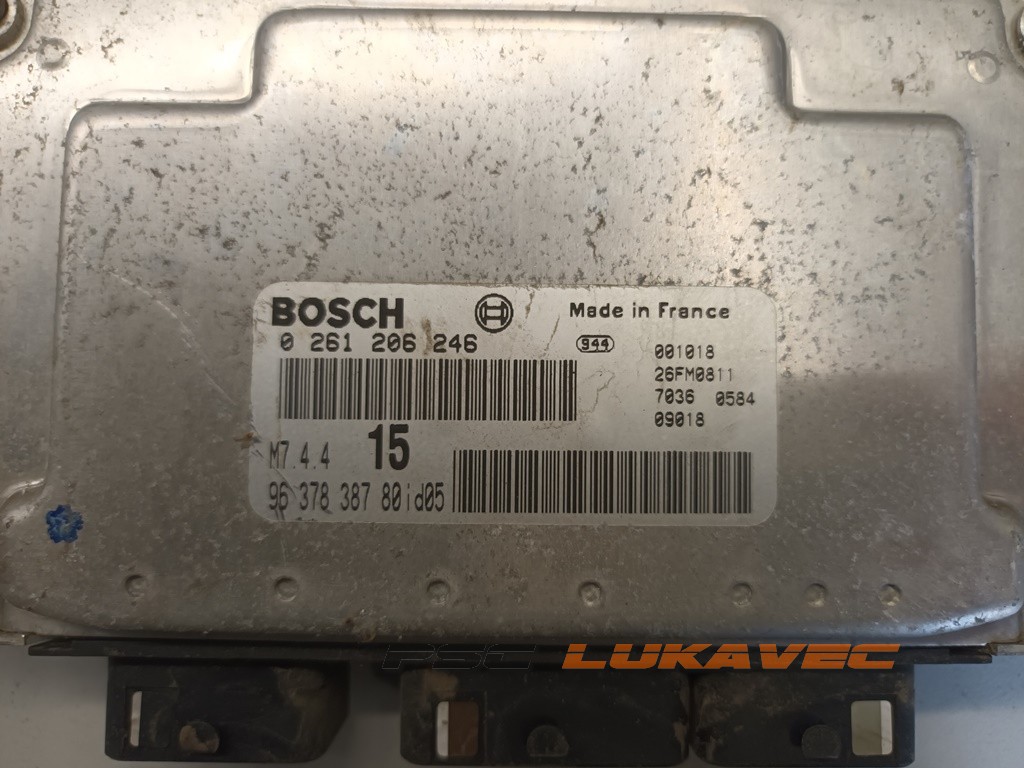 BOSCH
Made in France
0 261 206 246
944
001018
26FM0811
7036 0584
09018
M7.4.4 15
96 378 387 80id05
PSC LUKAVEC